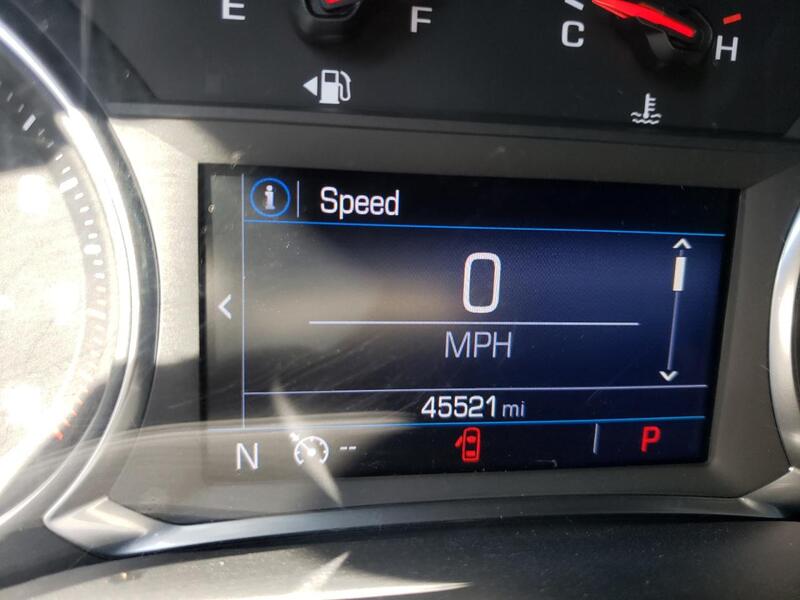 E F C H
i Speed
0
MPH
45521 mi
N -- P